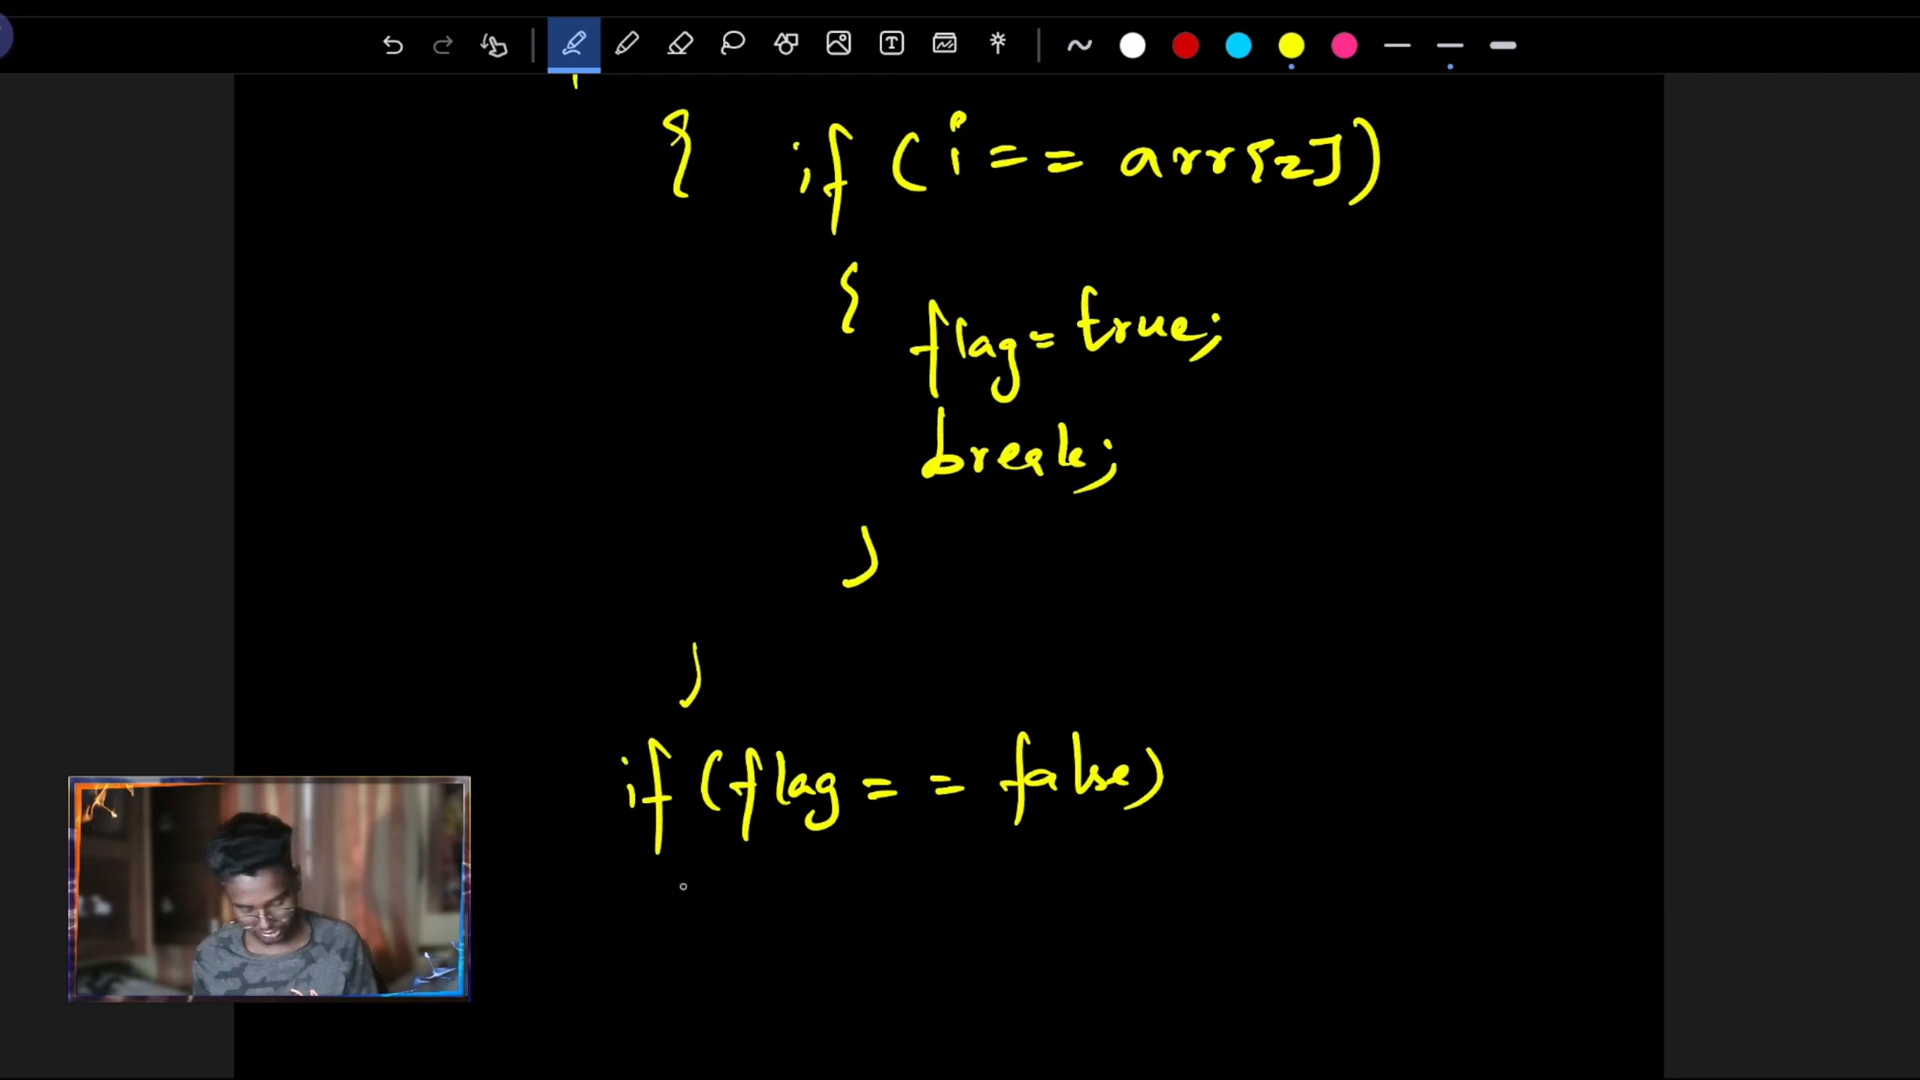 { if (i == arr{z])
{
flag = true;
break;
}
}
if (flag == false)